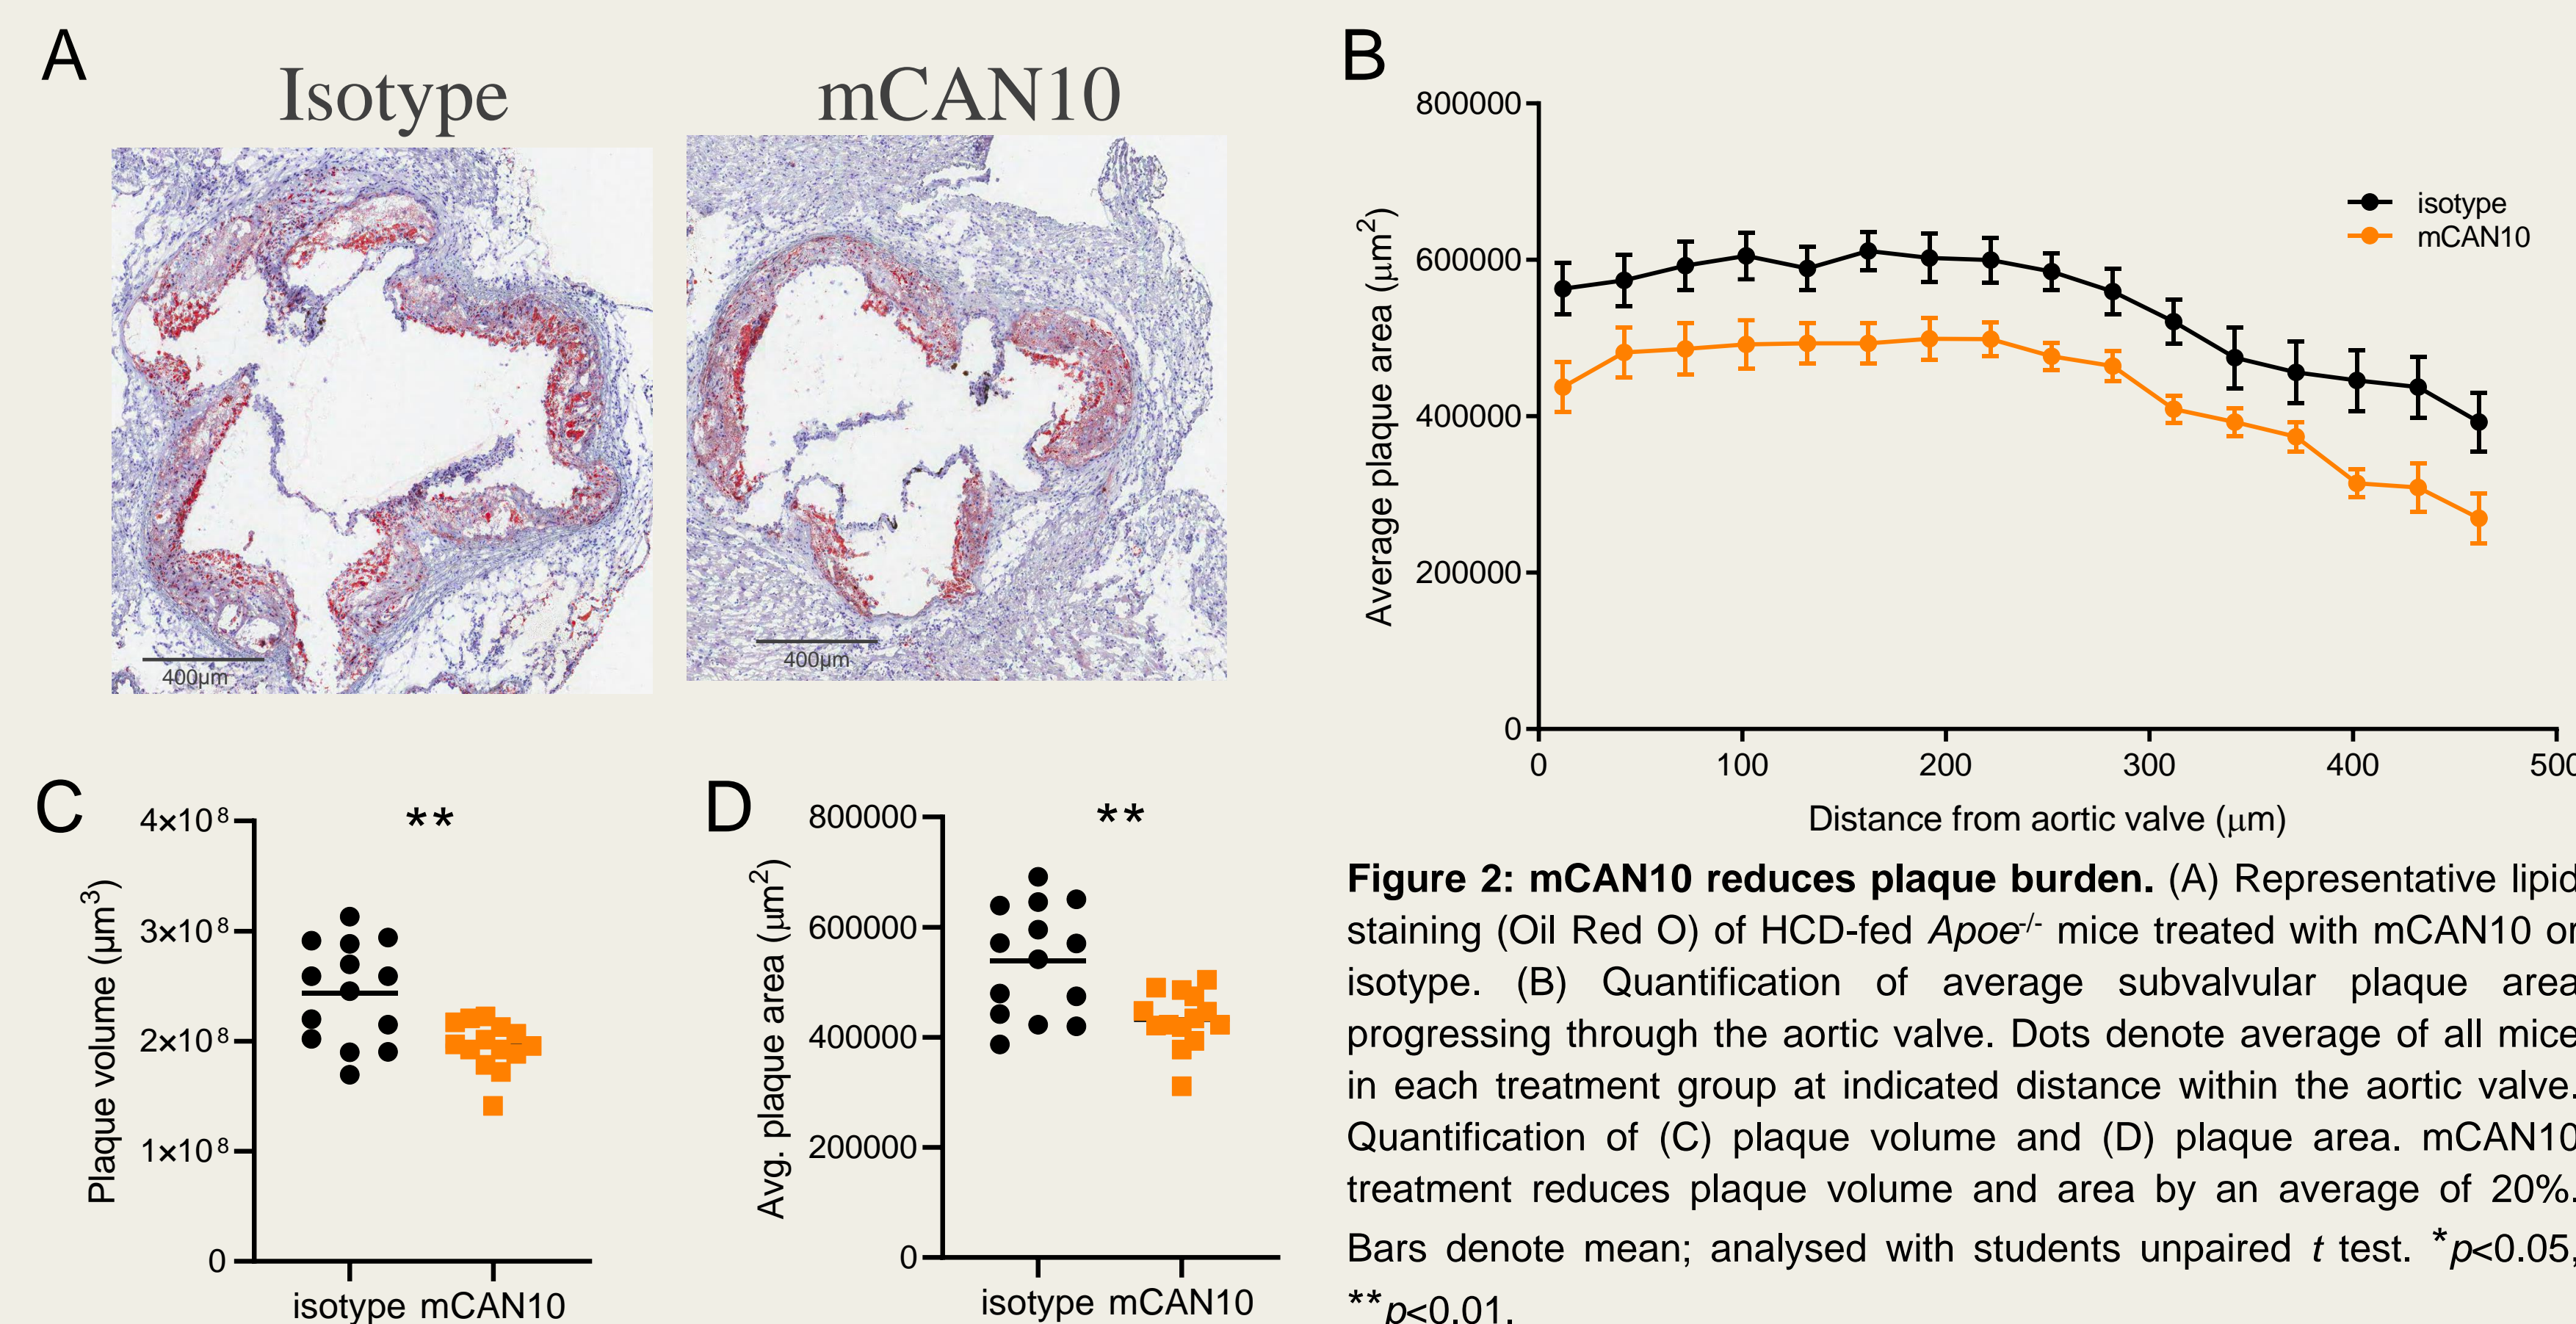 A
Isotype
mCAN10
400µm
400µm
B
800000
600000
400000
200000
0
Average plaque area (µm²)
isotype
mCAN10
0 100 200 300 400 500
Distance from aortic valve (µm)
C
**
4×10⁸
3×10⁸
2×10⁸
1×10⁸
0
Plaque volume (µm³)
isotype mCAN10
D
**
800000
600000
400000
200000
0
Avg. plaque area (µm²)
isotype mCAN10
Figure 2: mCAN10 reduces plaque burden. (A) Representative lipid
staining (Oil Red O) of HCD-fed Apoe-/- mice treated with mCAN10 or
isotype. (B) Quantification of average subvalvular plaque area
progressing through the aortic valve. Dots denote average of all mice
in each treatment group at indicated distance within the aortic valve.
Quantification of (C) plaque volume and (D) plaque area. mCAN10
treatment reduces plaque volume and area by an average of 20%.
Bars denote mean; analysed with students unpaired t test. *p<0.05,
**p<0.01.